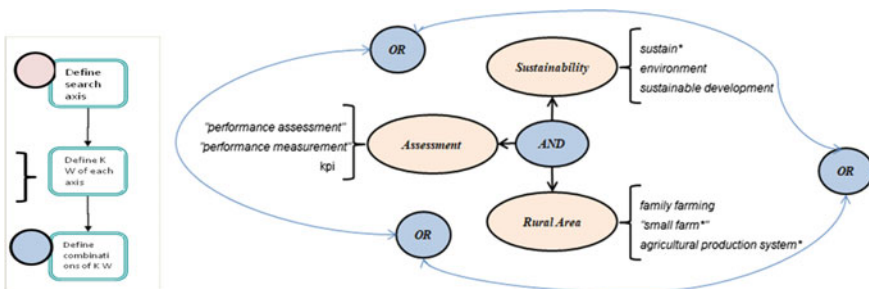 Define
search
axis
Define K
W of each
axis
Define
combinati
ons of K W
OR
Sustainability
sustain*
environment
sustainable development
"performance assessment"
"performance measurement"
kpi
Assessment
AND
OR
Rural Area
family farming
"small farm*"
agricultural production system*
OR